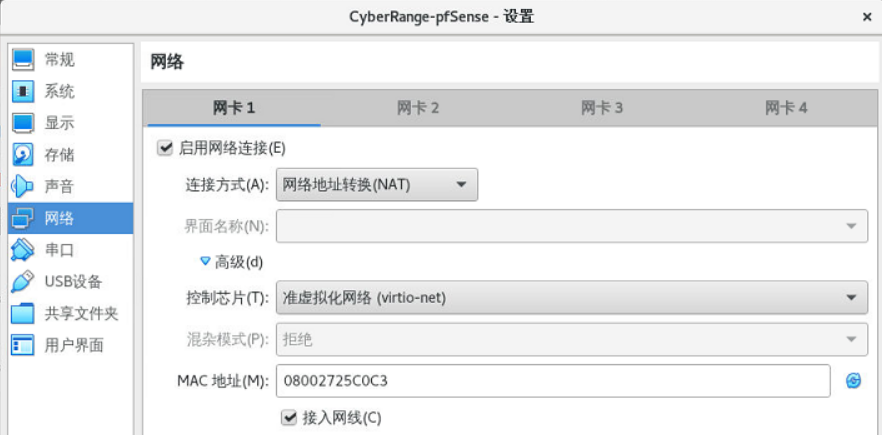 CyberRange-pfSense - 设置
常规
系统
显示
存储
声音
网络
串口
USB设备
共享文件夹
用户界面
网络
网卡 1 网卡 2 网卡 3 网卡 4
启用网络连接(E)
连接方式(A): 网络地址转换(NAT)
界面名称(N):
高级(d)
控制芯片(T): 准虚拟化网络 (virtio-net)
混杂模式(P): 拒绝
MAC 地址(M): 08002725C0C3
接入网线(C)